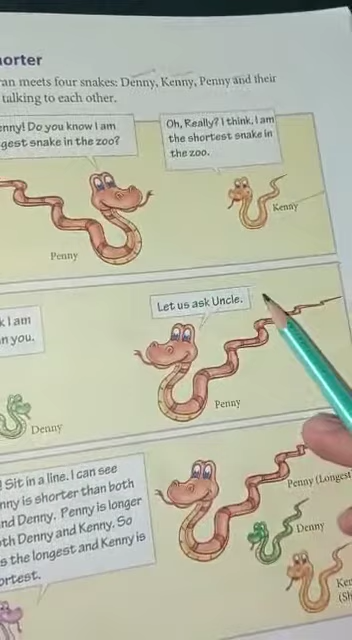 orter
an meets four snakes: Denny, Kenny, Penny and their
talking to each other.
enny! Do you know I am
gest snake in the zoo?
Oh, Really? I think, I am
the shortest snake in
the zoo.
Kenny
Penny
Let us ask Uncle.
k I am
n you.
Penny
Denny
! Sit in a line. I can see
nny is shorter than both
nd Denny. Penny is longer
th Denny and Kenny. So
s the longest and Kenny is
ortest.
Penny (Longest
Denny
Ke
(Sh